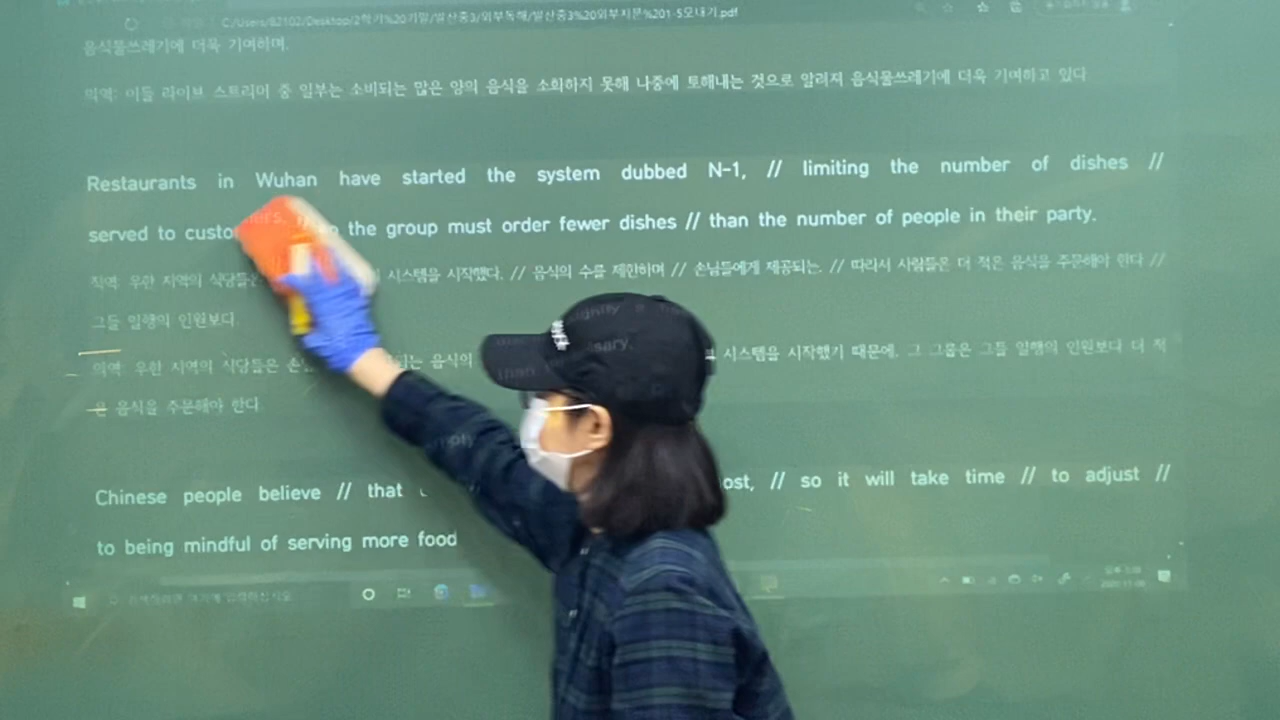 C:/Users/82102/Desktop/2학기%20기말/발산중3/외부독해/발산중3%20외부지문%201-5모내기.pdf
음식물쓰레기에 더욱 기여하며.
의역: 이들 라이브 스트리머 중 일부는 소비되는 많은 양의 음식을 소화하지 못해 나중에 토해내는 것으로 알려져 음식물쓰레기에 더욱 기여하고 있다
Restaurants in Wuhan have started the system dubbed N-1, // limiting the number of dishes //
served to custo the group must order fewer dishes // than the number of people in their party.
직역: 우한 지역의 식당들은 시스템을 시작했다. // 음식의 수를 제한하며 // 손님들에게 제공되는. // 따라서 사람들은 더 적은 음식을 주문해야 한다 //
그들 일행의 인원보다.
의역: 우한 지역의 식당들은 손 되는 음식의 시스템을 시작했기 때문에, 그 그룹은 그들 일행의 인원보다 더 적
은 음식을 주문해야 한다.
Chinese people believe // that ost, // so it will take time // to adjust //
to being mindful of serving more food